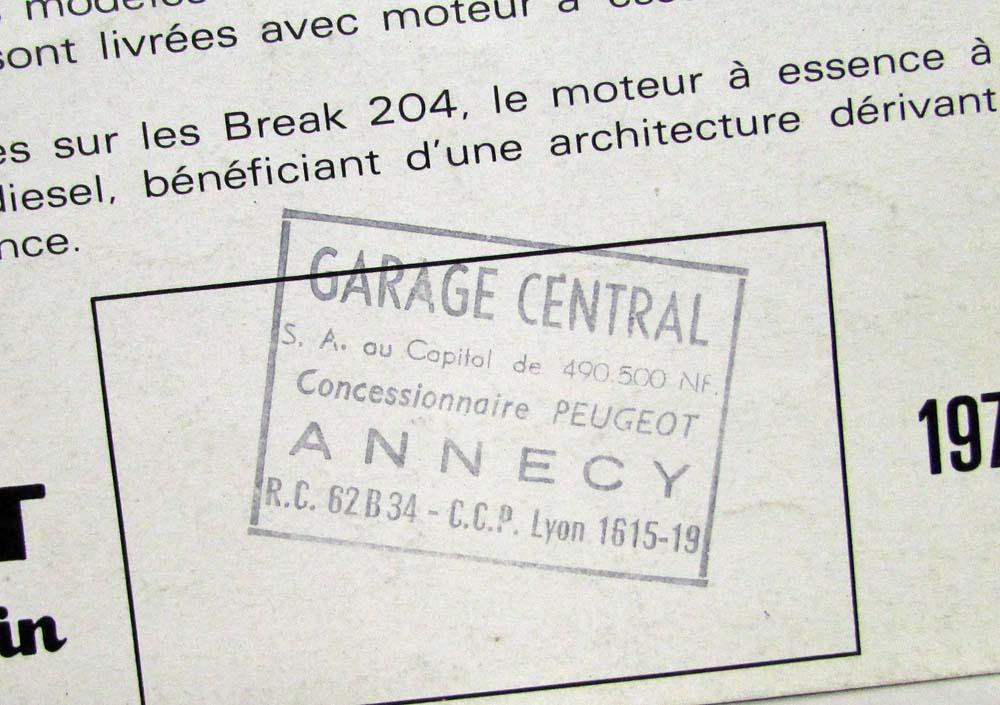 sont livrées avec moteur à
es sur les Break 204, le moteur à essence à
diesel, bénéficiant d'une architecture dérivant
nce.
GARAGE CENTRAL
S. A. au Capital de 490.500 NF.
Concessionnaire PEUGEOT
ANNECY
R.C. 62 B 34 - C.C.P. Lyon 1615-19
197
T
in